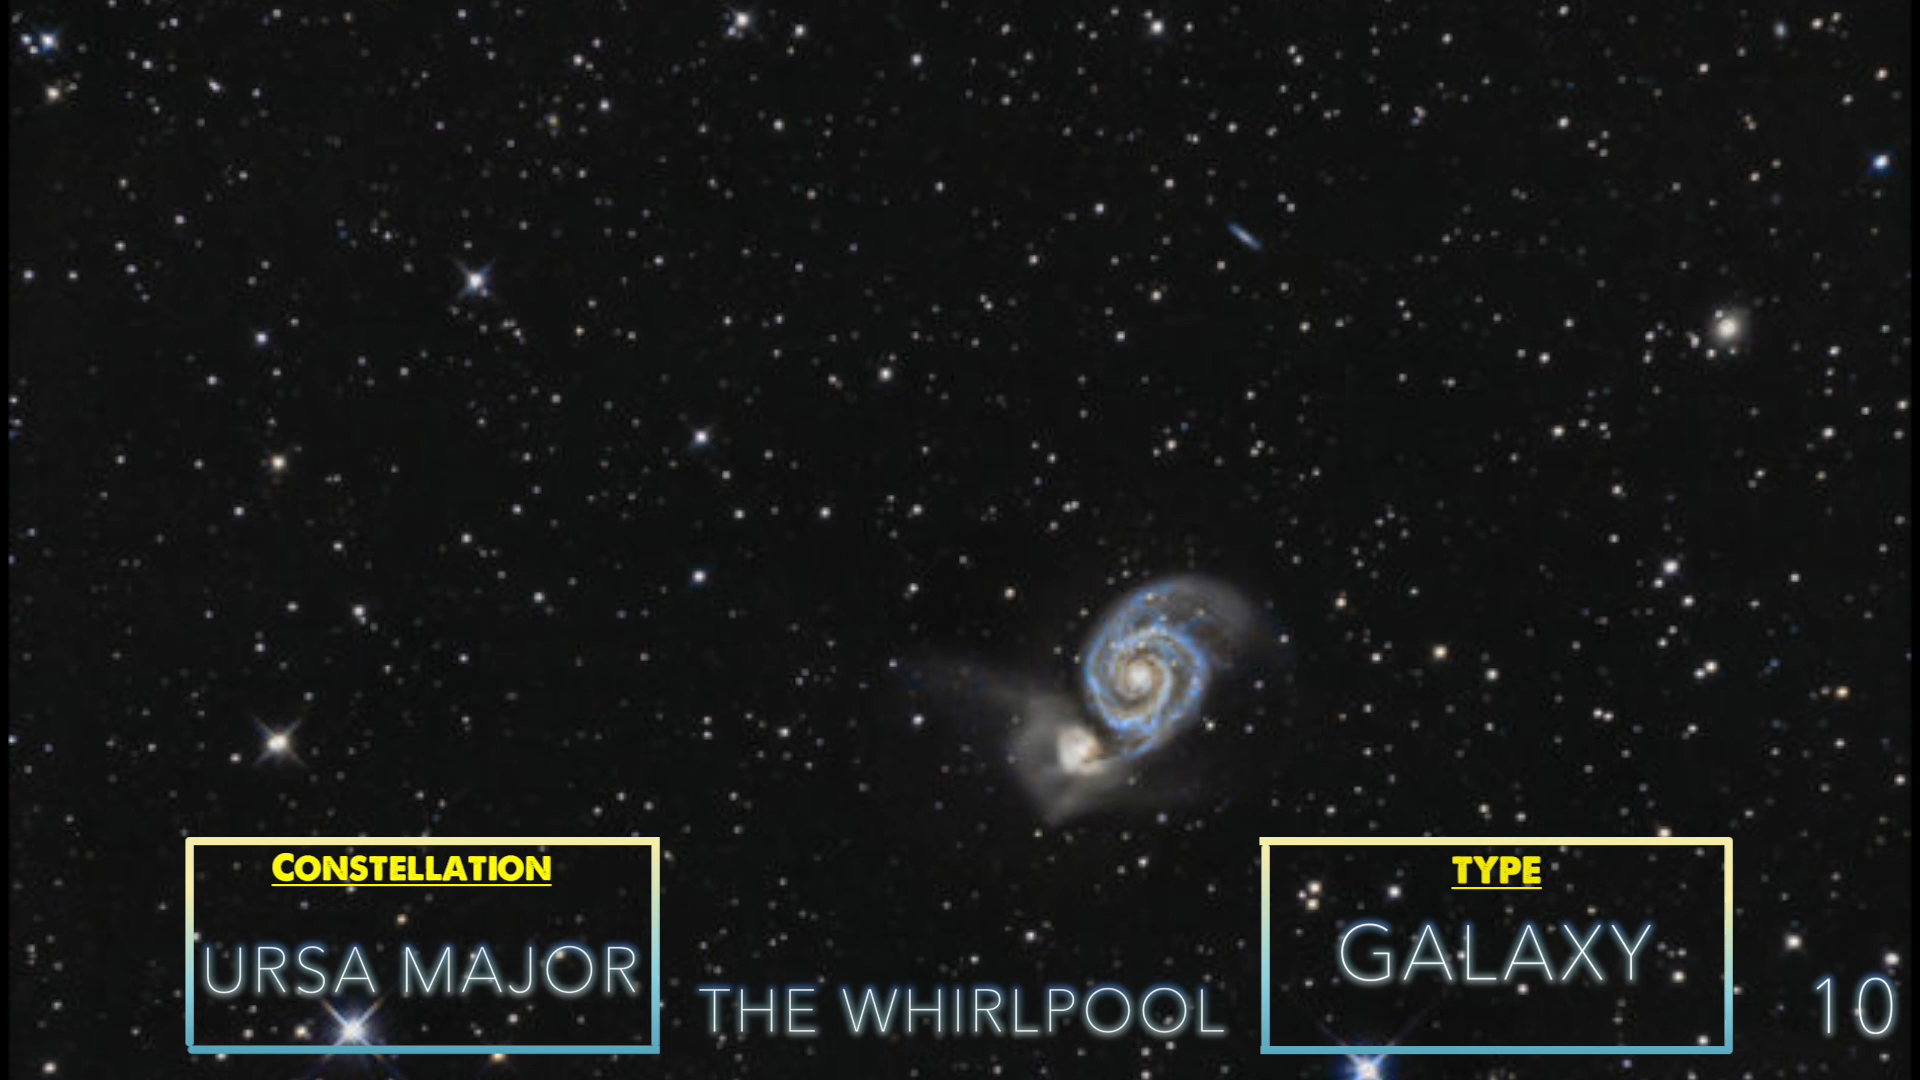 CONSTELLATION
URSA MAJOR
THE WHIRLPOOL
TYPE
GALAXY
10